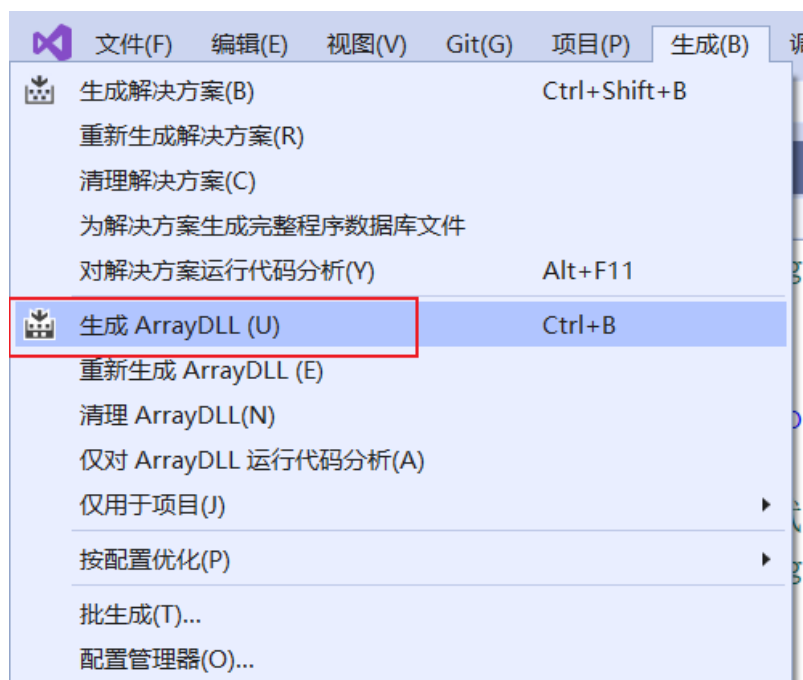 文件(F) 编辑(E) 视图(V) Git(G) 项目(P) 生成(B)
生成解决方案(B) Ctrl+Shift+B
重新生成解决方案(R)
清理解决方案(C)
为解决方案生成完整程序数据库文件
对解决方案运行代码分析(Y) Alt+F11
生成 ArrayDLL (U) Ctrl+B
重新生成 ArrayDLL (E)
清理 ArrayDLL(N)
仅对 ArrayDLL 运行代码分析(A)
仅用于项目(J)
按配置优化(P)
批生成(T)...
配置管理器(O)...